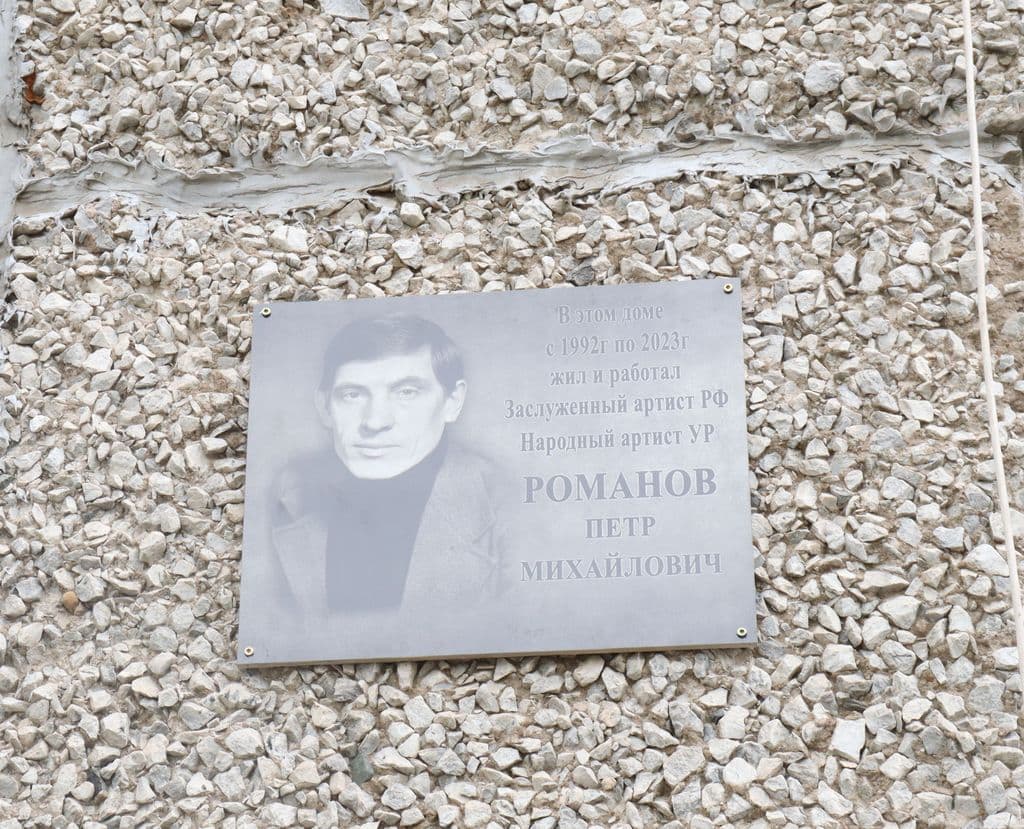 В этом доме
с 1992г по 2023г
жил и работал
Заслуженный артист РФ
Народный артист УР
РОМАНОВ
ПЕТР
МИХАЙЛОВИЧ